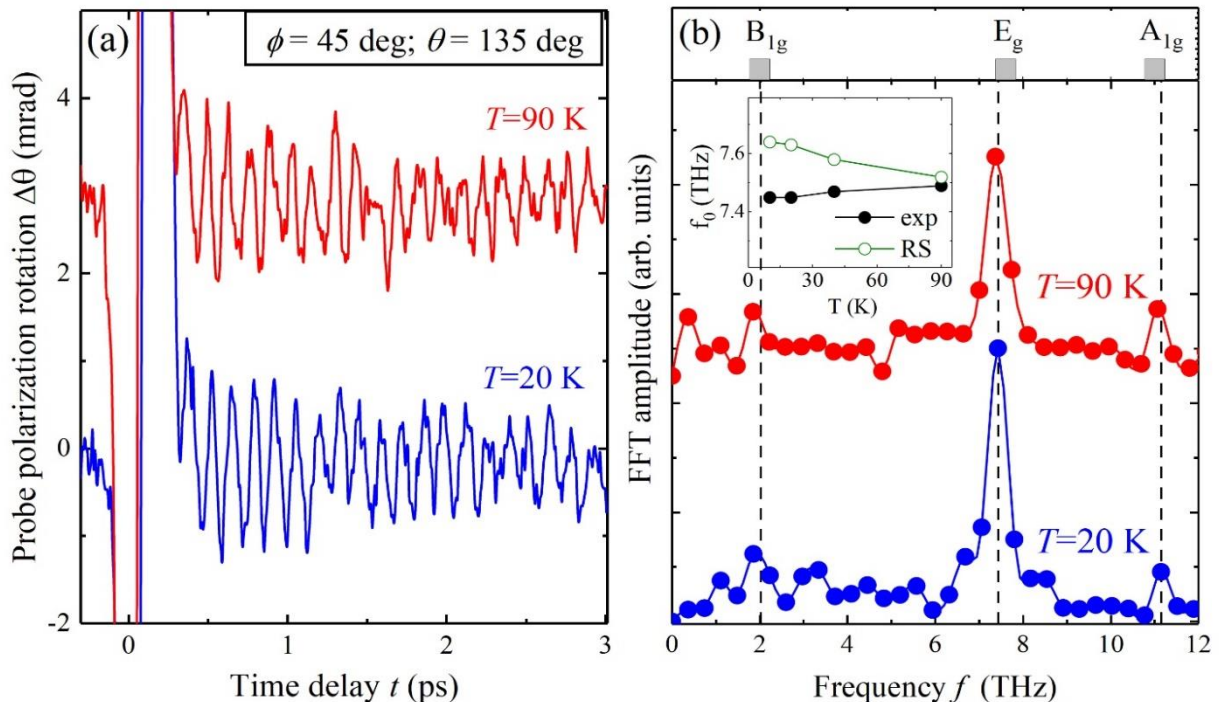 (a)
ϕ = 45 deg; θ = 135 deg
T=90 K
T=20 K
4
2
0
-2
0
1
2
3
Probe polarization rotation Δθ (mrad)
Time delay t (ps)
(b)
B1g
Eg
A1g
7.6
7.4
f0 (THz)
exp
RS
0
30
60
90
T (K)
T=90 K
T=20 K
FFT amplitude (arb. units)
0
2
4
6
8
10
12
Frequency f (THz)